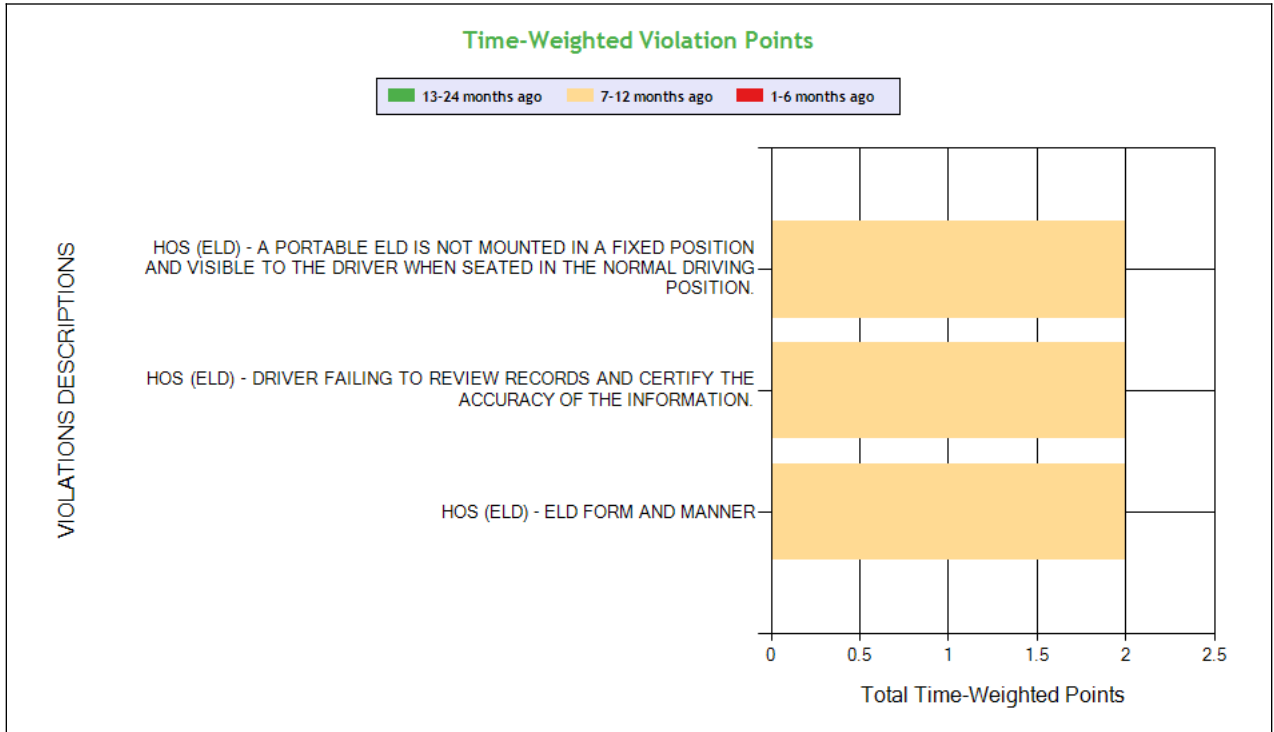 Time-Weighted Violation Points
13-24 months ago 7-12 months ago 1-6 months ago
VIOLATIONS DESCRIPTIONS
HOS (ELD) - A PORTABLE ELD IS NOT MOUNTED IN A FIXED POSITION
AND VISIBLE TO THE DRIVER WHEN SEATED IN THE NORMAL DRIVING
POSITION.
HOS (ELD) - DRIVER FAILING TO REVIEW RECORDS AND CERTIFY THE
ACCURACY OF THE INFORMATION.
HOS (ELD) - ELD FORM AND MANNER
0 0.5 1 1.5 2 2.5
Total Time-Weighted Points